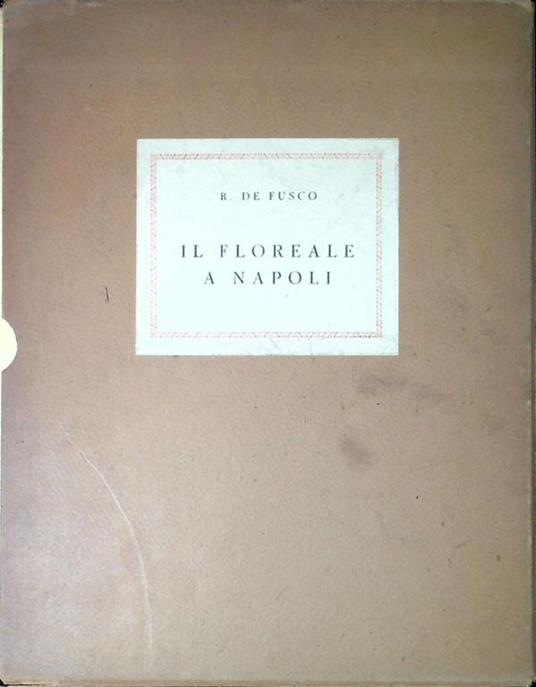 R. DE FUSCO
IL FLOREALE
A NAPOLI